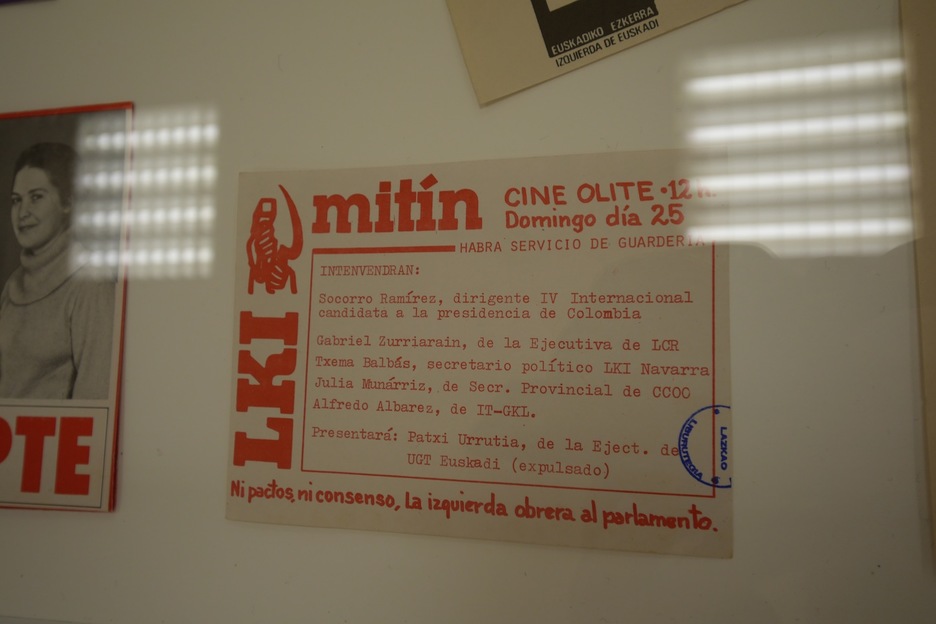 EUSKADIKO EZKERRA
IZQUIERDA DE EUSKADI
PTE
LKI
mitín
CINE OLITE · 12 h.
Domingo día 25
HABRA SERVICIO DE GUARDERIA
INTENVENDRAN:
Socorro Ramírez, dirigente IV Internacional
candidata a la presidencia de Colombia
Gabriel Zurriarain, de la Ejecutiva de LCR
Txema Balbás, secretario político LKI Navarra
Julia Munárriz, de Secr. Provincial de CCOO
Alfredo Albarez, de IT-GKL.
Presentará: Patxi Urrutia, de la Eject. de
UGT Euskadi (expulsado)
LAZKAO
LIBURUTEGIA
Ni pactos, ni consenso, La izquierda obrera al parlamento.